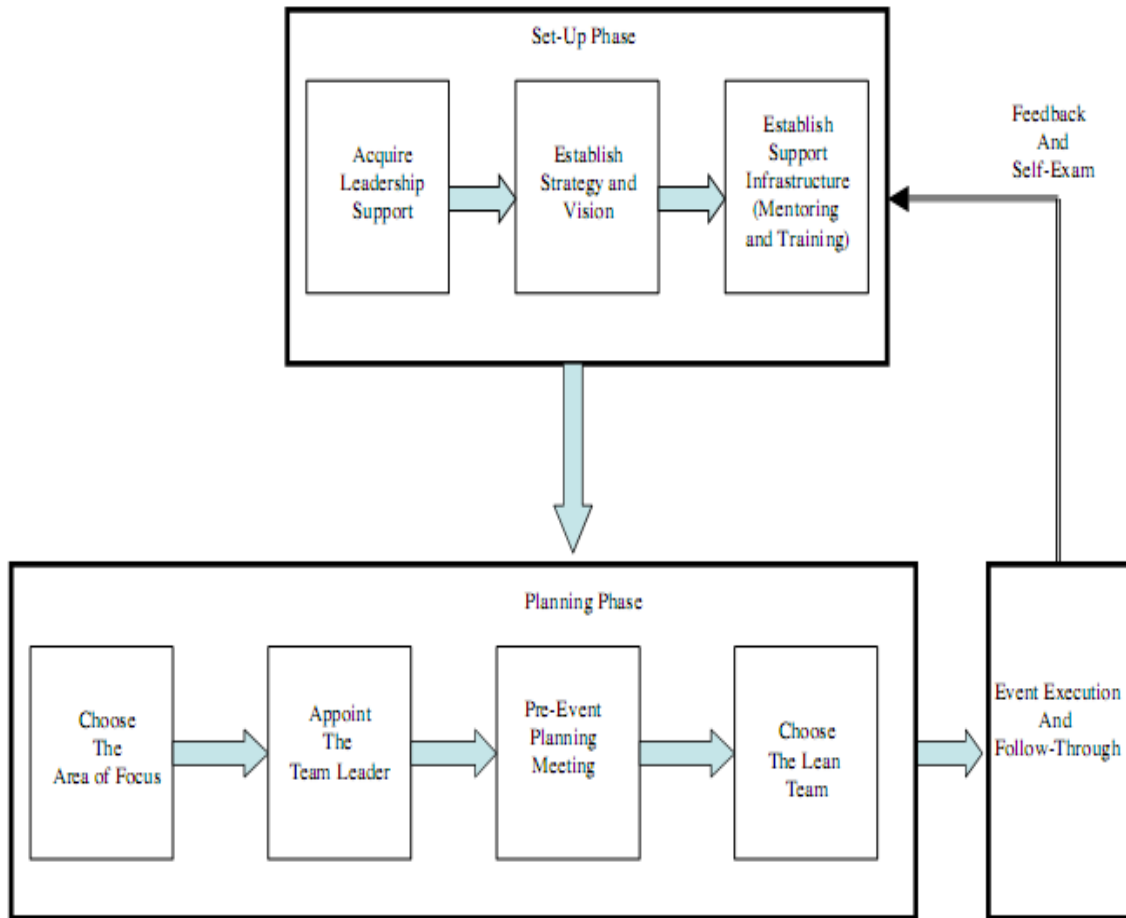 Set-Up Phase
Acquire
Leadership
Support
Establish
Strategy and
Vision
Establish
Support
Infrastructure
(Mentoring
and Training)
Feedback
And
Self-Exam
Planning Phase
Choose
The
Area of Focus
Appoint
The
Team Leader
Pre-Event
Planning
Meeting
Choose
The Lean
Team
Event Execution
And
Follow-Through